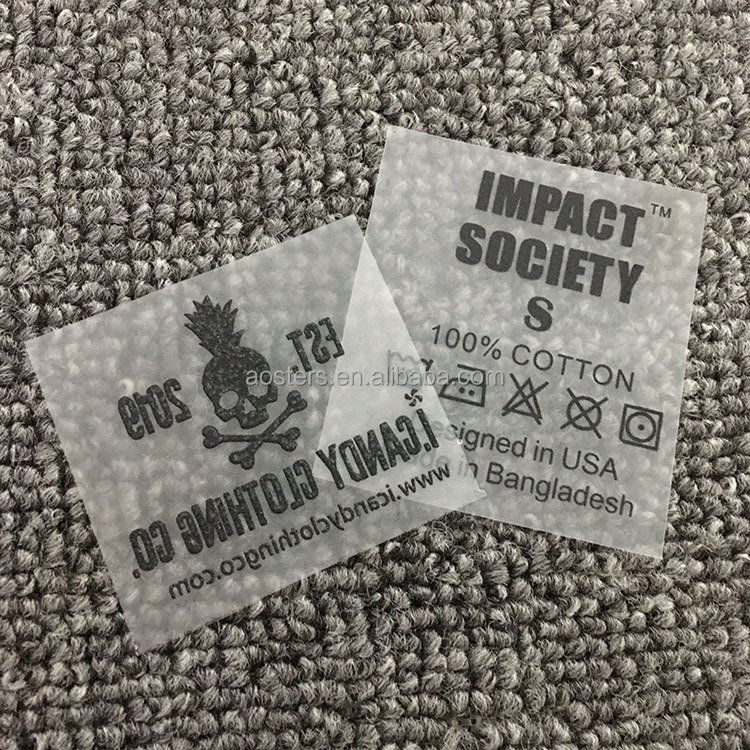 IMPACT™
SOCIETY
S
100% COTTON
esigned in USA
in Bangladesh
EST
2019
I.CANDY CLOTHING CO.
www.icandyclothingco.com
aosters.en.alibaba.com